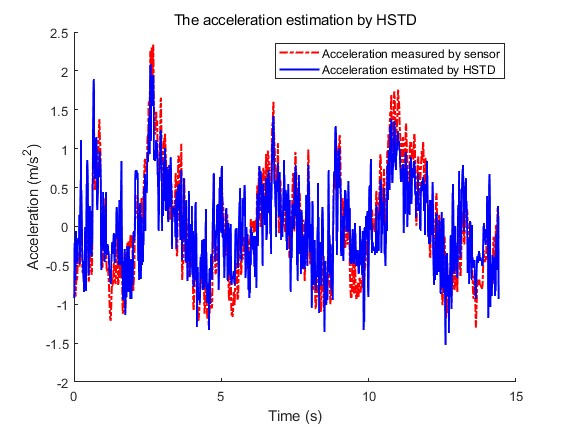 The acceleration estimation by HSTD
Acceleration measured by sensor
Acceleration estimated by HSTD
Acceleration (m/s²)
2.5
2
1.5
1
0.5
0
-0.5
-1
-1.5
-2
0 5 10 15
Time (s)